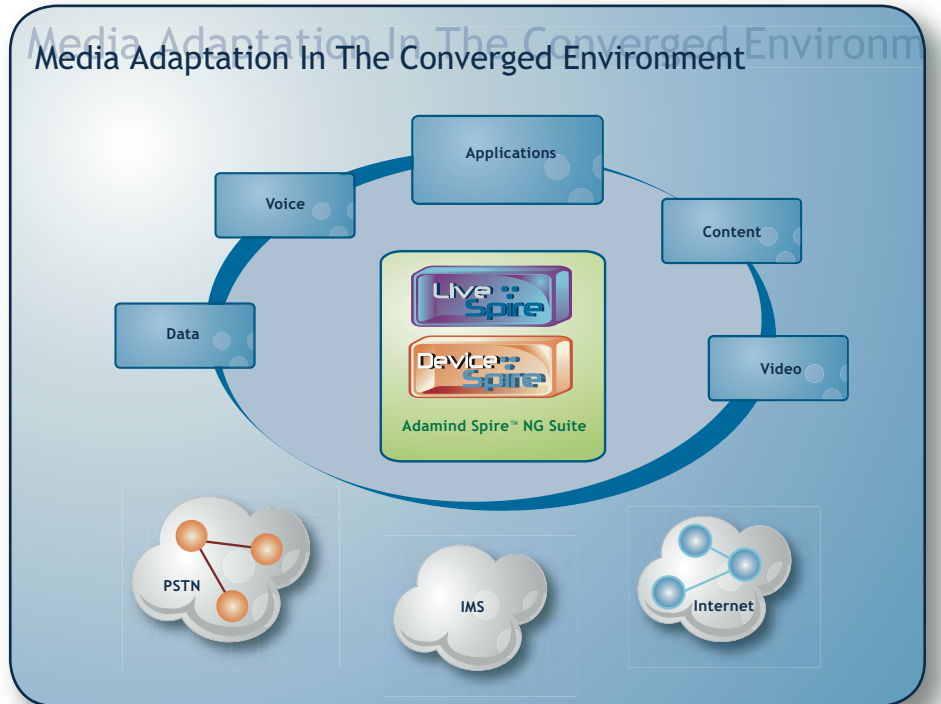 Media Adaptation In The Converged Environm
Media Adaptation In The Converged Environment
Applications
Voice
Content
Data
Video
Live
Spire
Device
Spire
Adamind Spire™ NG Suite
PSTN
IMS
Internet